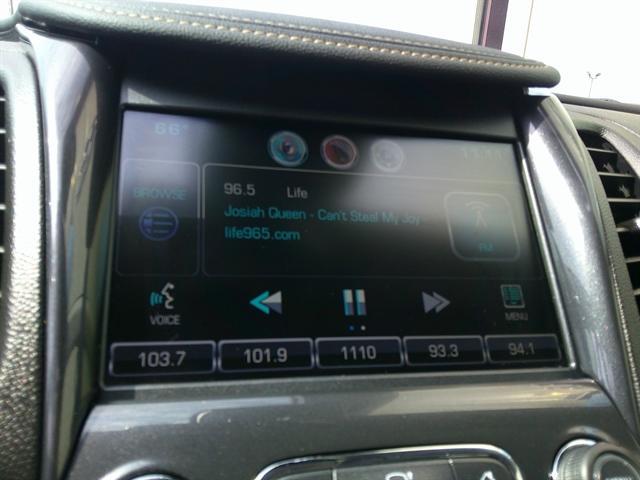 66°
BROWSE
96.5 Life
Josiah Queen - Can't Steal My Joy
life965.com
FM
VOICE
MENU
103.7 101.9 1110 93.3 94.1